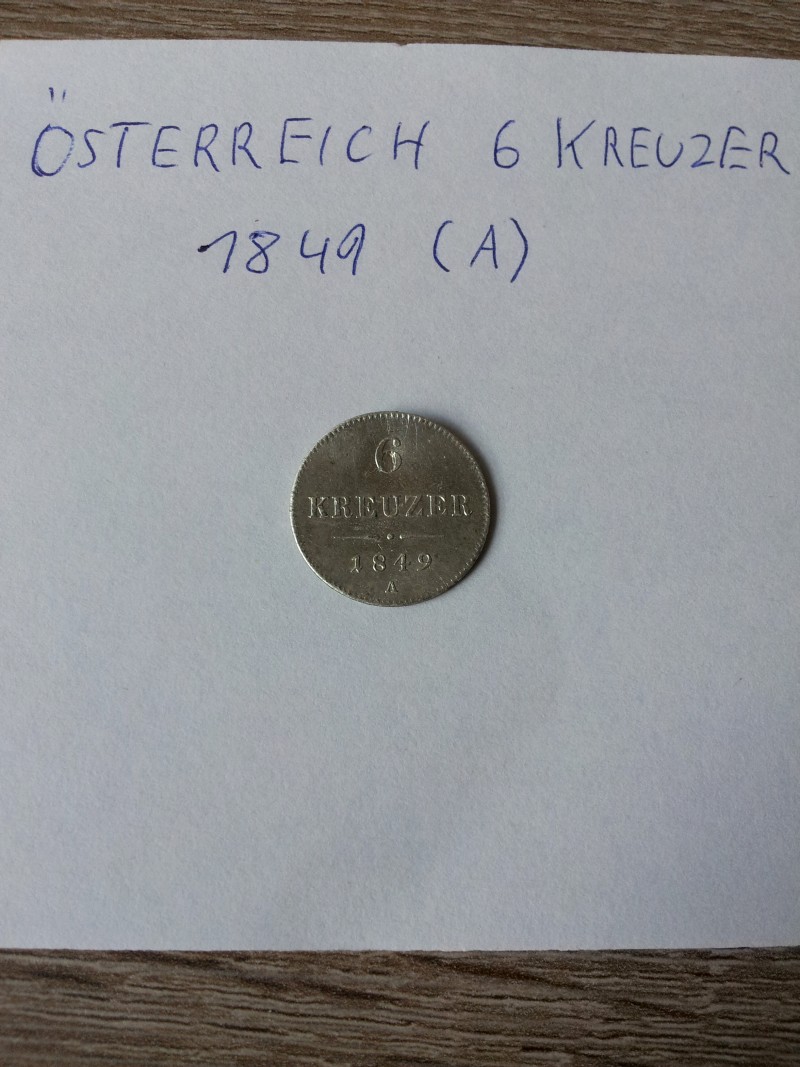 ÖSTERREICH 6 KREUZER
1849 (A)
6
KREUZER
1849
A